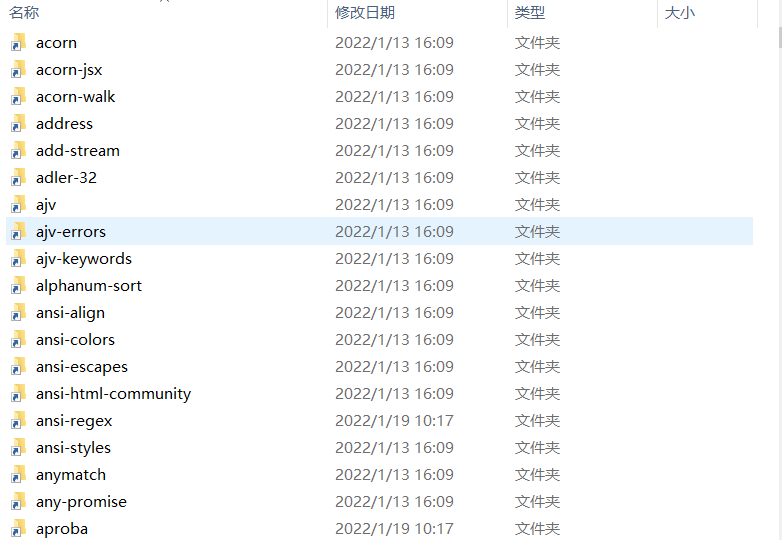 名称 修改日期 类型 大小
acorn 2022/1/13 16:09 文件夹
acorn-jsx 2022/1/13 16:09 文件夹
acorn-walk 2022/1/13 16:09 文件夹
address 2022/1/13 16:09 文件夹
add-stream 2022/1/13 16:09 文件夹
adler-32 2022/1/13 16:09 文件夹
ajv 2022/1/13 16:09 文件夹
ajv-errors 2022/1/13 16:09 文件夹
ajv-keywords 2022/1/13 16:09 文件夹
alphanum-sort 2022/1/13 16:09 文件夹
ansi-align 2022/1/13 16:09 文件夹
ansi-colors 2022/1/13 16:09 文件夹
ansi-escapes 2022/1/13 16:09 文件夹
ansi-html-community 2022/1/13 16:09 文件夹
ansi-regex 2022/1/19 10:17 文件夹
ansi-styles 2022/1/13 16:09 文件夹
anymatch 2022/1/13 16:09 文件夹
any-promise 2022/1/13 16:09 文件夹
aproba 2022/1/19 10:17 文件夹